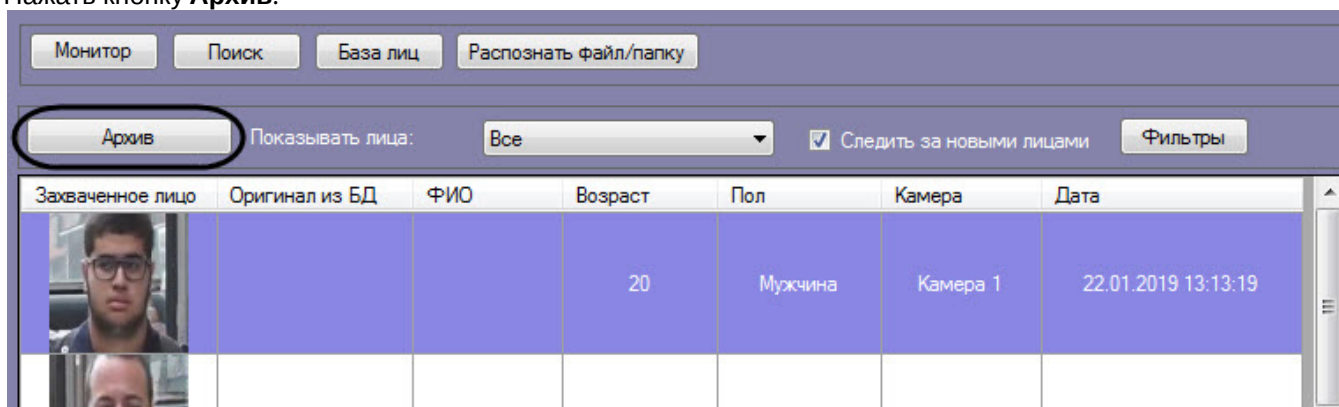 Нажать кнопку Архив.
Монитор Поиск База лиц Распознать файл/папку
Архив Показывать лица: Все Следить за новыми лицами Фильтры
Захваченное лицо Оригинал из БД ФИО Возраст Пол Камера Дата
20 Мужчина Камера 1 22.01.2019 13:13:19